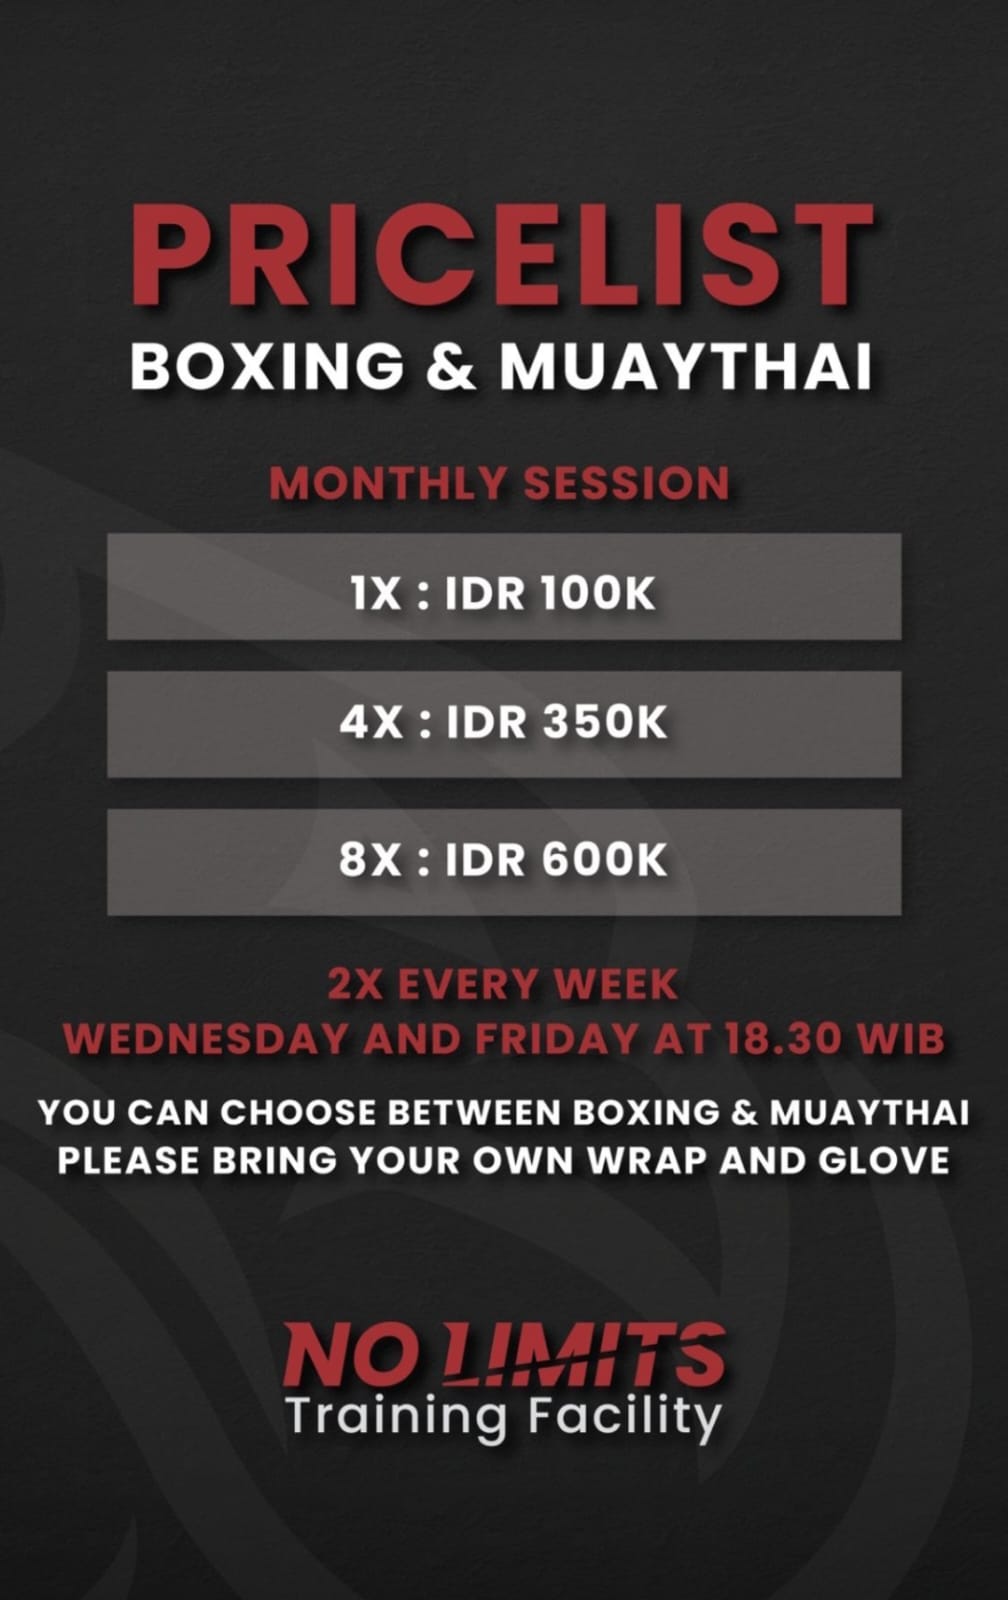 PRICELIST
BOXING & MUAYTHAI
MONTHLY SESSION
1X : IDR 100K
4X : IDR 350K
8X : IDR 600K
2X EVERY WEEK
WEDNESDAY AND FRIDAY AT 18.30 WIB
YOU CAN CHOOSE BETWEEN BOXING & MUAYTHAI
PLEASE BRING YOUR OWN WRAP AND GLOVE
NO LIMITS
Training Facility